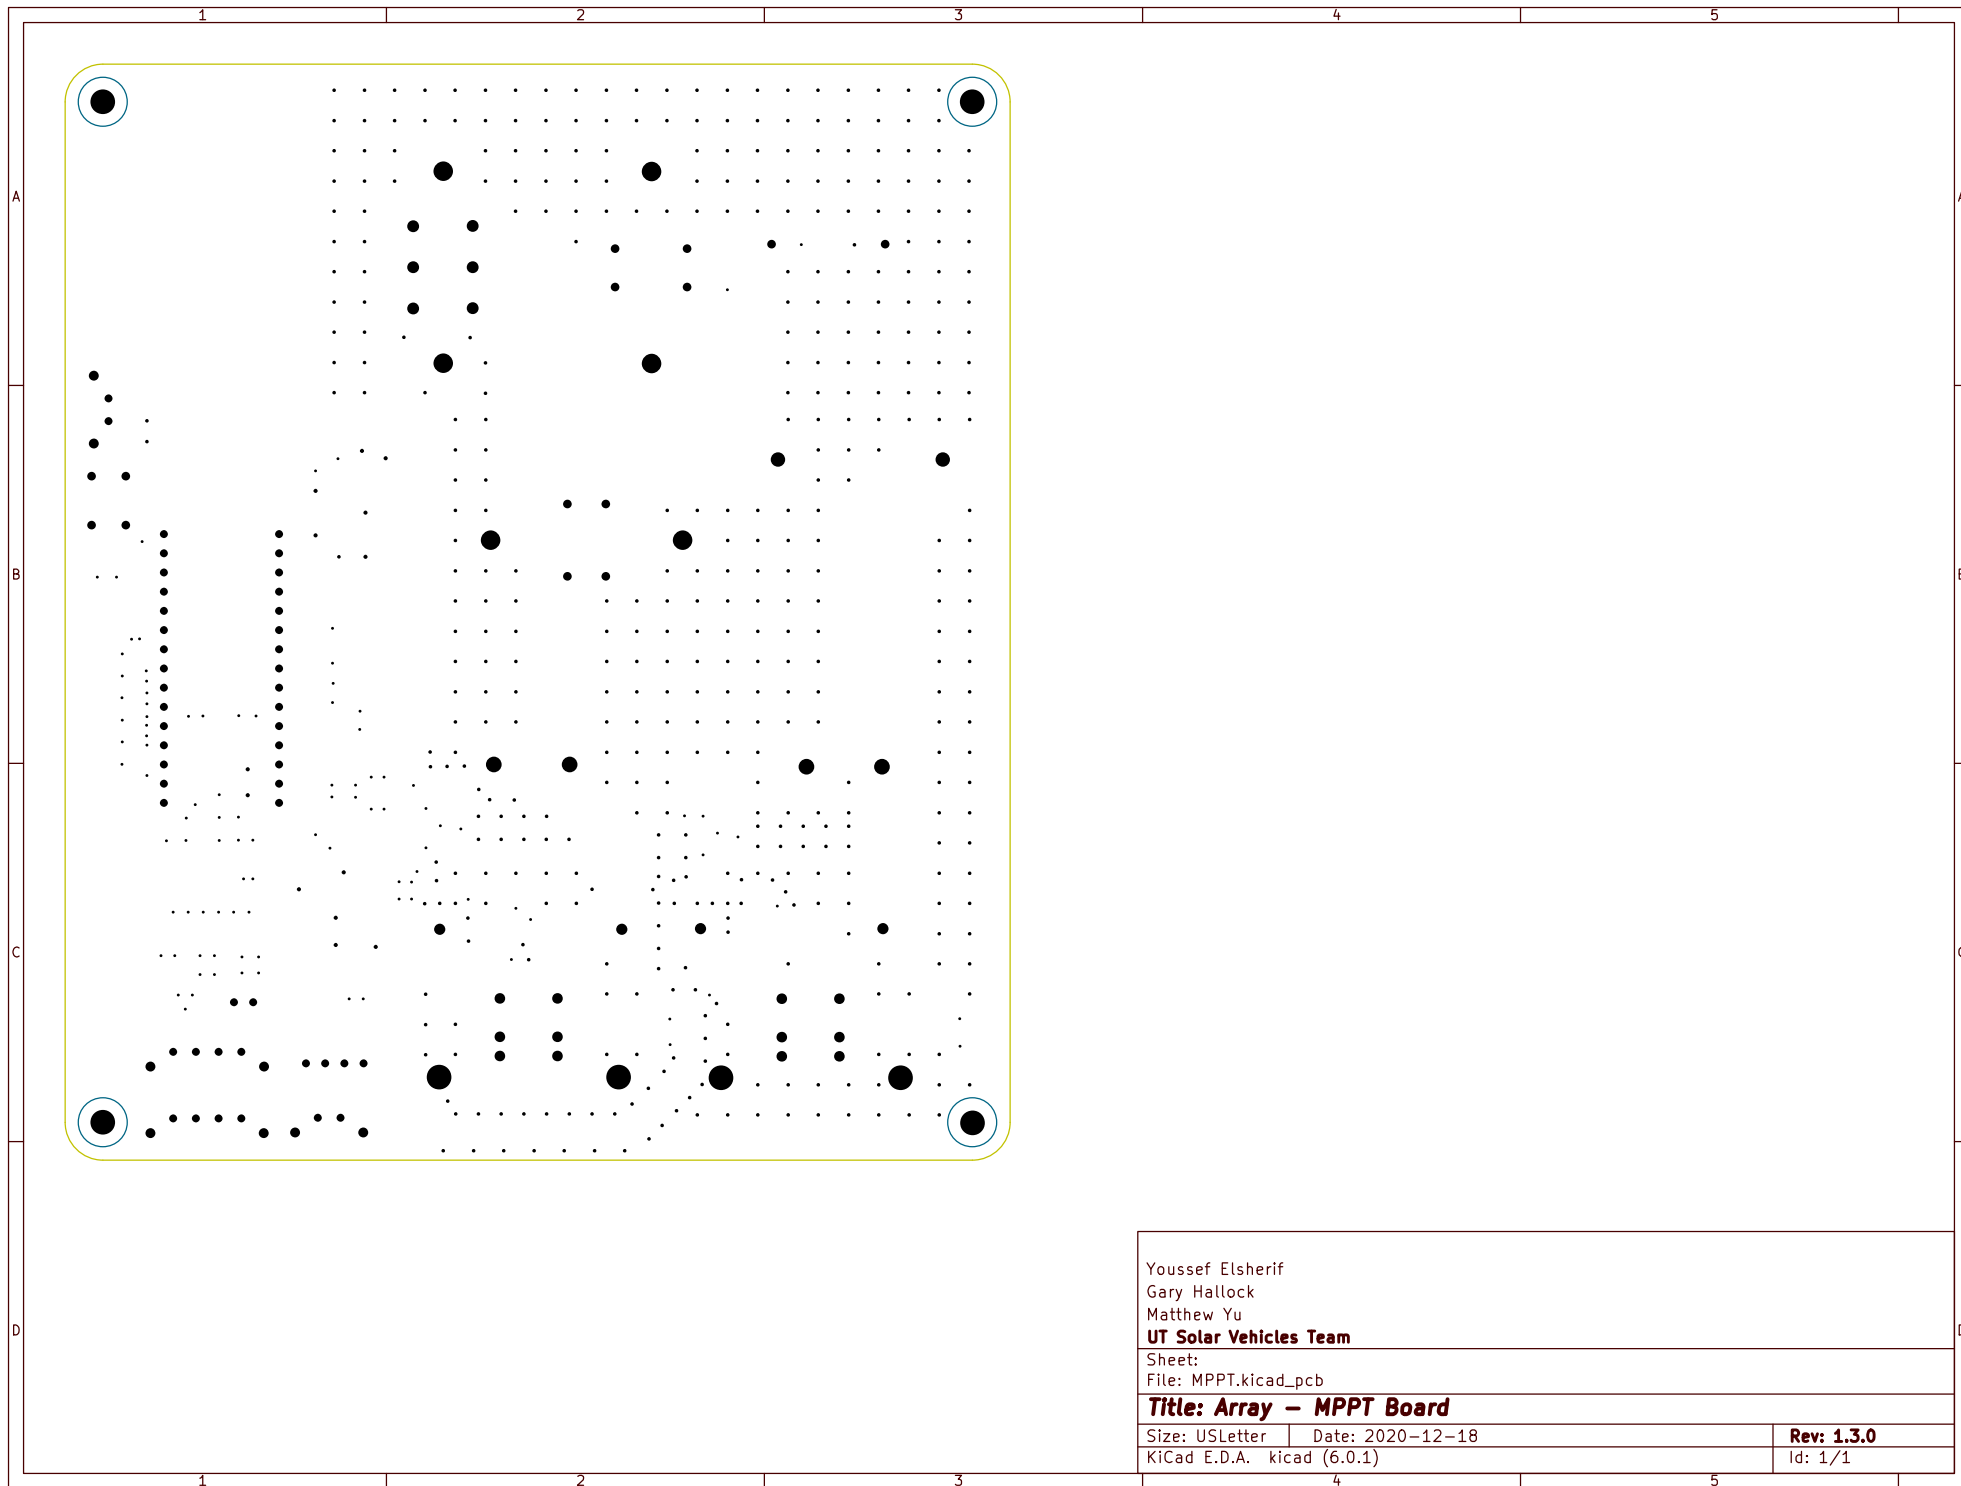 1 2 3 4 5
A A
B B
C C
D D
Youssef Elsherif
Gary Hallock
Matthew Yu
UT Solar Vehicles Team
Sheet:
File: MPPT.kicad_pcb
Title: Array – MPPT Board
Size: USLetter Date: 2020-12-18 Rev: 1.3.0
KiCad E.D.A. kicad (6.0.1) Id: 1/1
1 2 3 4 5